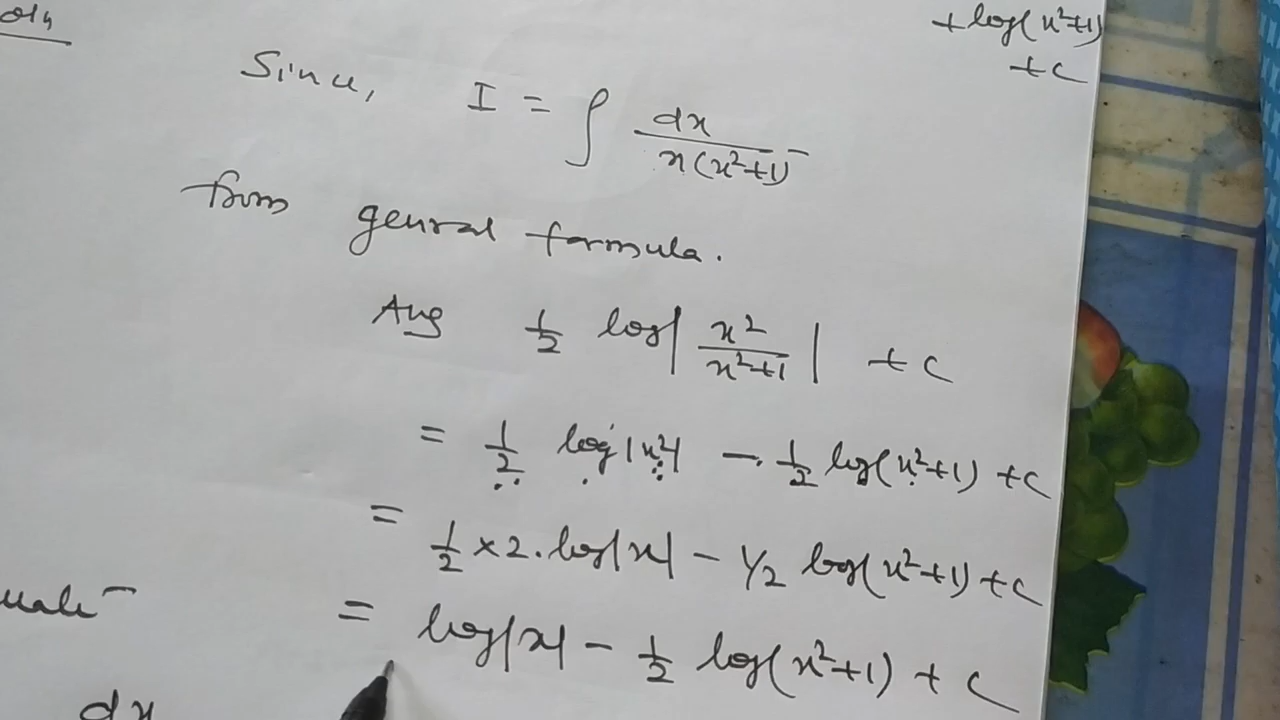 + log(x²+1)
+ c
Since, I = ∫ dx / x(x²+1)
from general formula.
Ans 1/2 log| x² / x²+1 | + c
= 1/2 log|x²| - 1/2 log(x²+1) + c
= 1/2 × 2. log|x| - 1/2 log(x²+1) + c
= log|x| - 1/2 log(x²+1) + c
dx